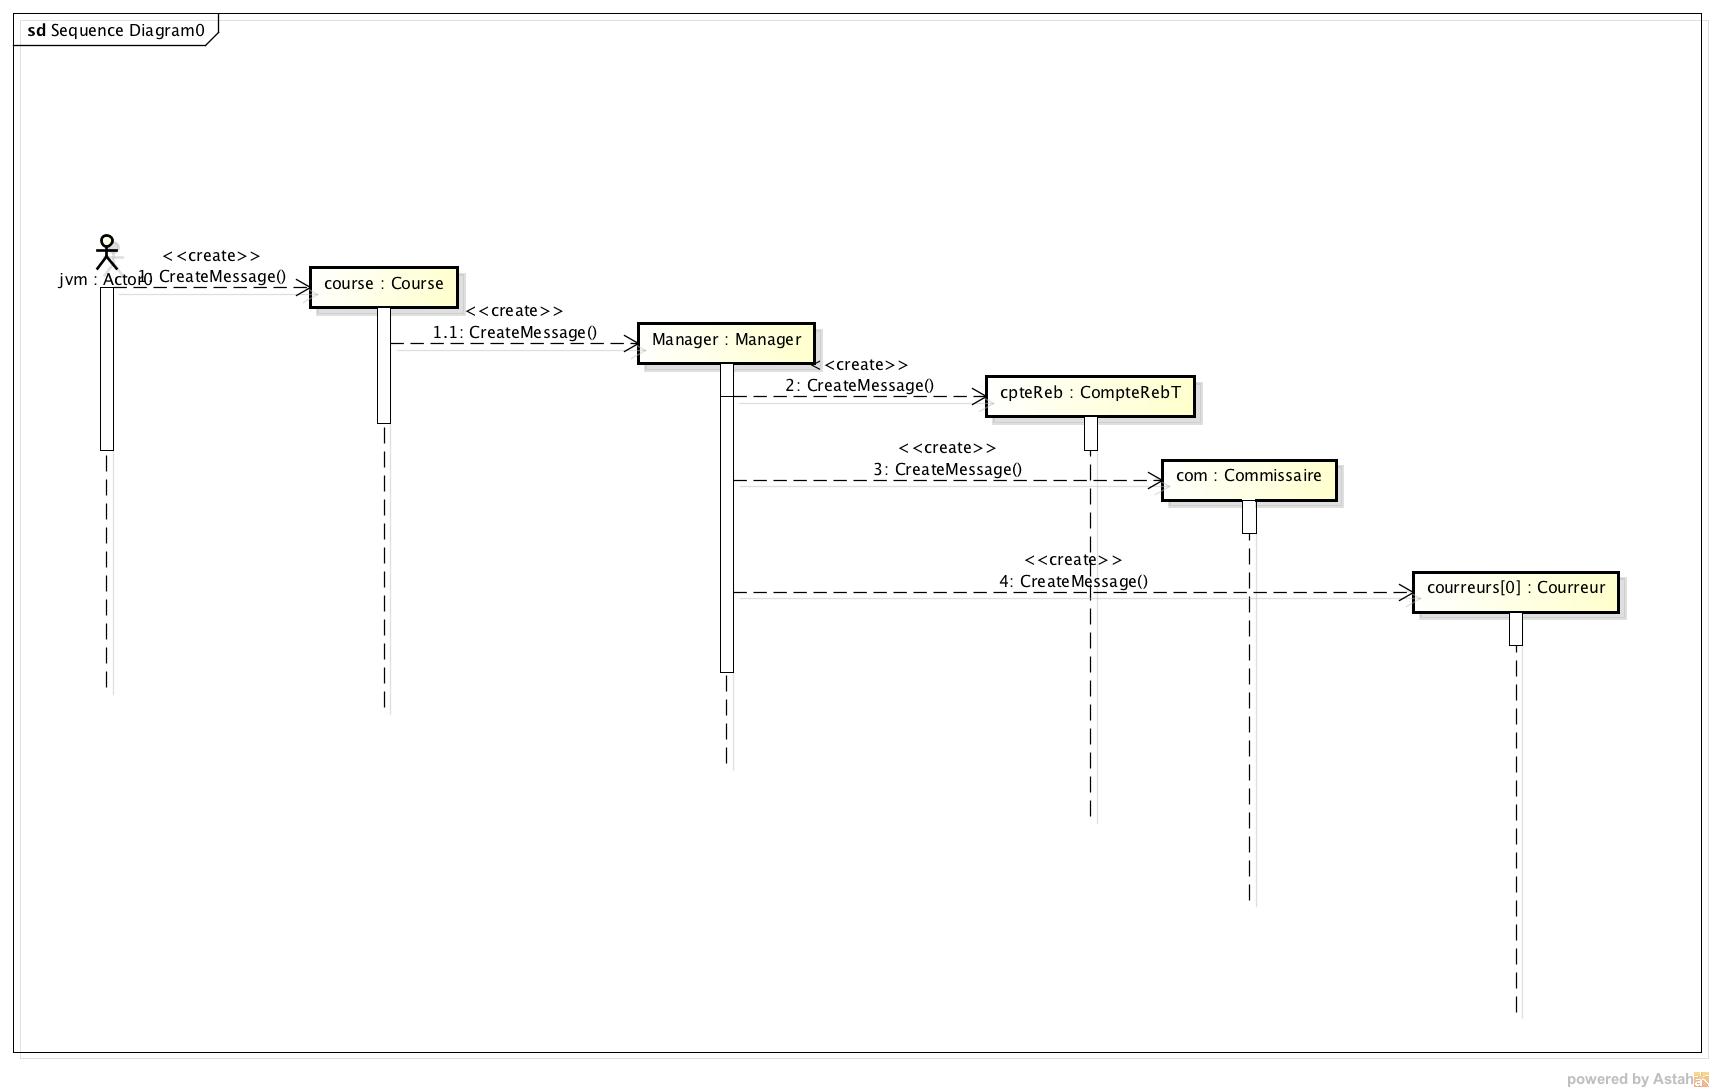 sd Sequence Diagram0
<<create>>
jvm : Actor0
1: CreateMessage()
course : Course
<<create>>
1.1: CreateMessage()
Manager : Manager
<<create>>
2: CreateMessage()
cpteReb : CompteRebT
<<create>>
3: CreateMessage()
com : Commissaire
<<create>>
4: CreateMessage()
courreurs[0] : Courreur
powered by Astah